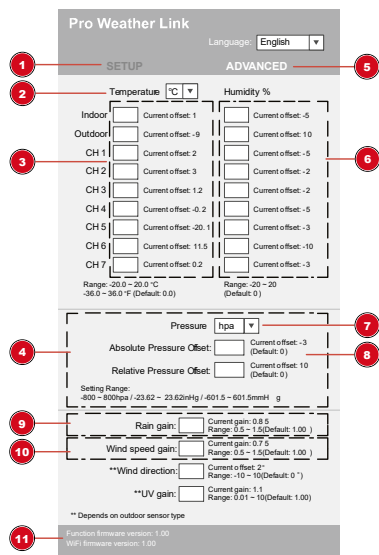 Pro Weather Link
Language: English
1 SETUP ADVANCED 5
2 Temperature °C Humidity %
Indoor Current offset: 1 Current offset: -5
Outdoor Current offset: -9 Current offset: 10
CH 1 Current offset: 2 Current offset: -5
3 CH 2 Current offset: 3 Current offset: -2 6
CH 3 Current offset: 1.2 Current offset: -2
CH 4 Current offset: -0.2 Current offset: -5
CH 5 Current offset: -20.1 Current offset: -3
CH 6 Current offset: 11.5 Current offset: -10
CH 7 Current offset: 0.2 Current offset: -3
Range: -20.0 ~ 20.0 °C Range: -20 ~ 20
-36.0 ~ 36.0 °F (Default: 0.0) (Default: 0 )
Pressure hpa 7
4 Absolute Pressure Offset: Current offset: -3 8
(Default: 0 )
Relative Pressure Offset: Current offset: 10
(Default: 0 )
Setting Range:
-800 ~ 800hpa / -23.62 ~ 23.62inHg / -601.5 ~ 601.5mmH g
9 Rain gain: Current gain: 0.8 5
Range: 0.5 ~ 1.5(Default: 1.00 )
10 Wind speed gain: Current gain: 0.7 5
Range: 0.5 ~ 1.5(Default: 1.00 )
**Wind direction: Current offset: 2°
Range: -10 ~ 10(Default: 0 °)
**UV gain: Current gain: 1.1
Range: 0.01 ~ 10(Default: 1.00)
** Depends on outdoor sensor type
11 Function firmware version: 1.00
WiFi firmware version: 1.00